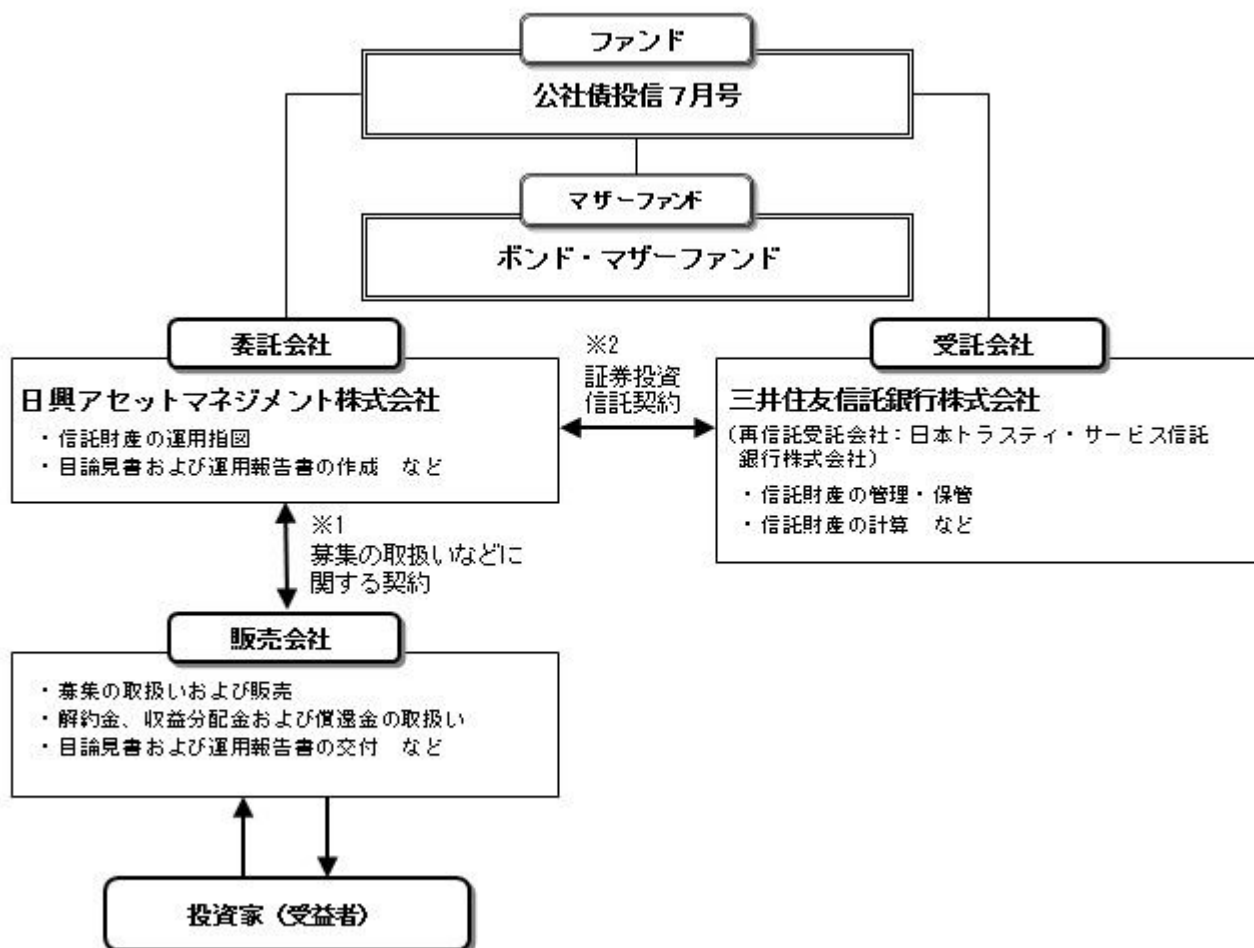 ファンド
公社債投信7月号
マザーファンド
ボンド・マザーファンド
委託会社
日興アセットマネジメント株式会社
・信託財産の運用指図
・目論見書および運用報告書の作成 など
※2
証券投資
信託契約
受託会社
三井住友信託銀行株式会社
(再信託受託会社:日本トラスティ・サービス信託
銀行株式会社)
・信託財産の管理・保管
・信託財産の計算 など
※1
募集の取扱いなどに
関する契約
販売会社
・募集の取扱いおよび販売
・解約金、収益分配金および償還金の取扱い
・目論見書および運用報告書の交付 など
投資家(受益者)